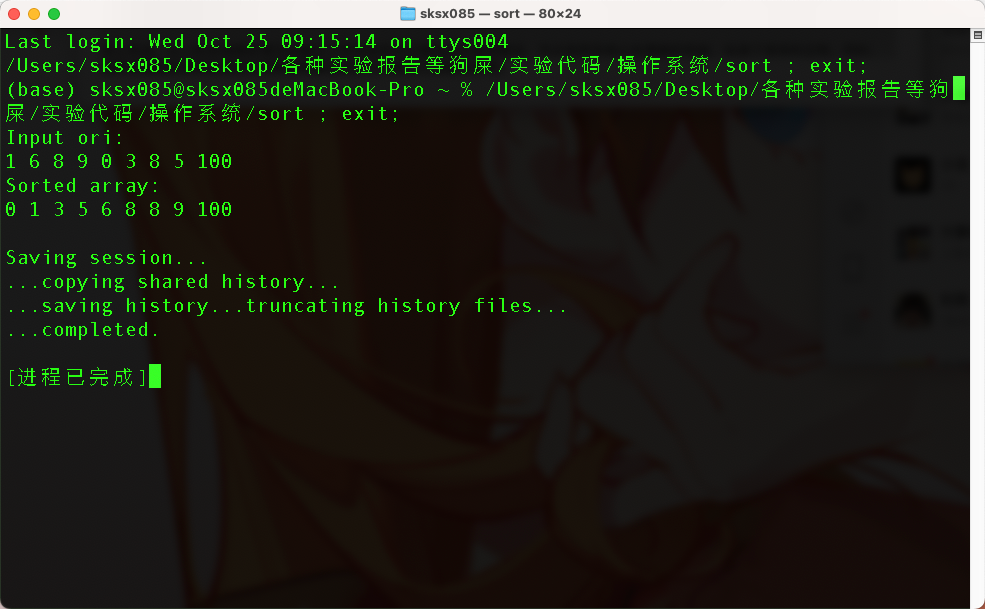 sksx085 — sort — 80×24
Last login: Wed Oct 25 09:15:14 on ttys004
/Users/sksx085/Desktop/各种实验报告等狗屎/实验代码/操作系统/sort ; exit;
(base) sksx085@sksx085deMacBook-Pro ~ % /Users/sksx085/Desktop/各种实验报告等狗
屎/实验代码/操作系统/sort ; exit;
Input ori:
1 6 8 9 0 3 8 5 100
Sorted array:
0 1 3 5 6 8 8 9 100
Saving session...
...copying shared history...
...saving history...truncating history files...
...completed.
[进程已完成]